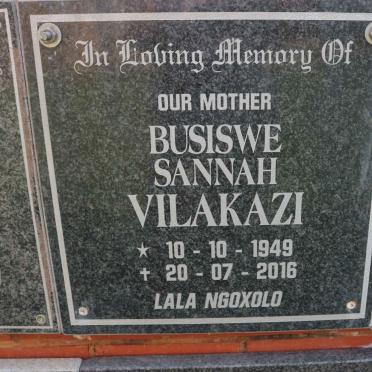 In Loving Memory Of
OUR MOTHER
BUSISWE
SANNAH
VILAKAZI
★ 10 - 10 - 1949
✝ 20 - 07 - 2016
LALA NGOXOLO